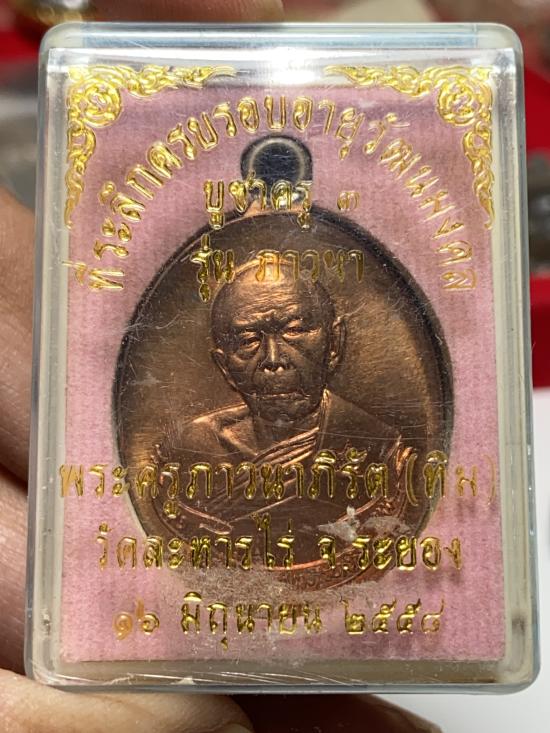 ที่ระลึกครบรอบอายุวัฒนมงคล
บูชาครู ๓
รุ่น ภาวนา
พระครูภาวนาภิรัต (ทิม)
วัดละหารไร่ จ.ระยอง
๑๖ มิถุนายน ๒๕๕๘